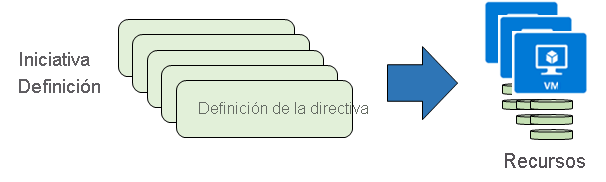 Iniciativa
Definición
Definición de la directiva
VM
Recursos